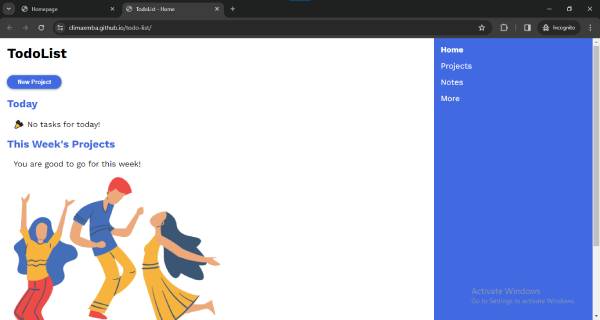 Homepage
TodoList - Home
climaxmba.github.io/todo-list/
Incognito
TodoList
New Project
Today
No tasks for today!
This Week's Projects
You are good to go for this week!
Home
Projects
Notes
More
Activate Windows
Go to Settings to activate Windows.